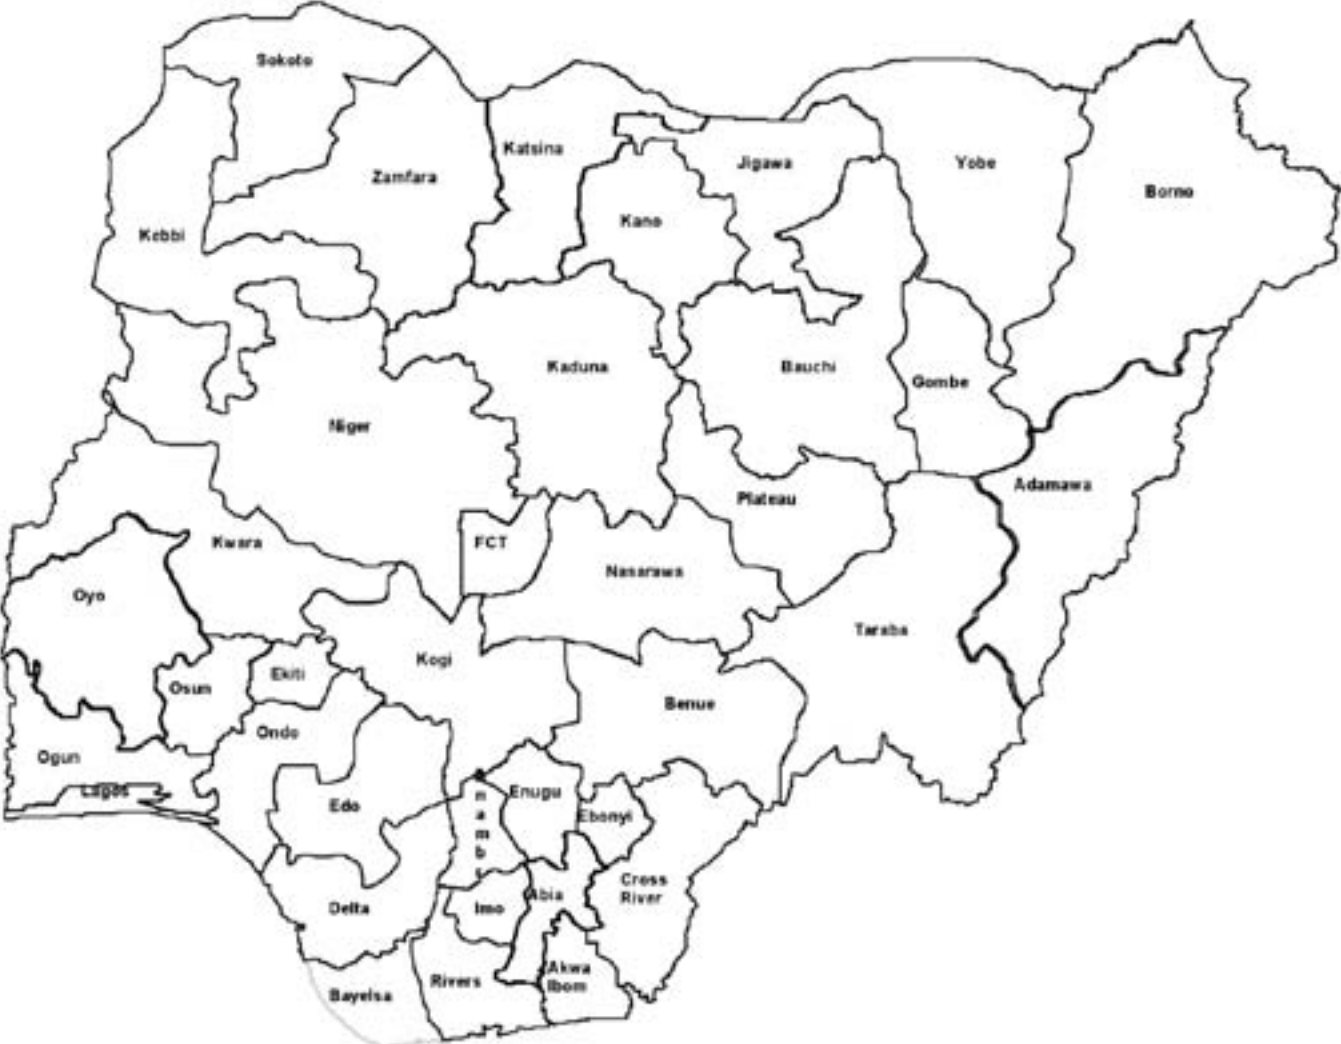 Sokoto
Katsina
Zamfara
Jigawa
Yobe
Borno
Kano
Kebbi
Kaduna
Bauchi
Gombe
Niger
Adamawa
Plateau
FCT
Kwara
Nasarawa
Oyo
Taraba
Kogi
Ekiti
Osun
Benue
Ondo
Ogun
Lagos
Edo
Enugu
Ebonyi
Cross
River
Abia
Imo
Delta
Akwa
Ibom
Rivers
Bayelsa